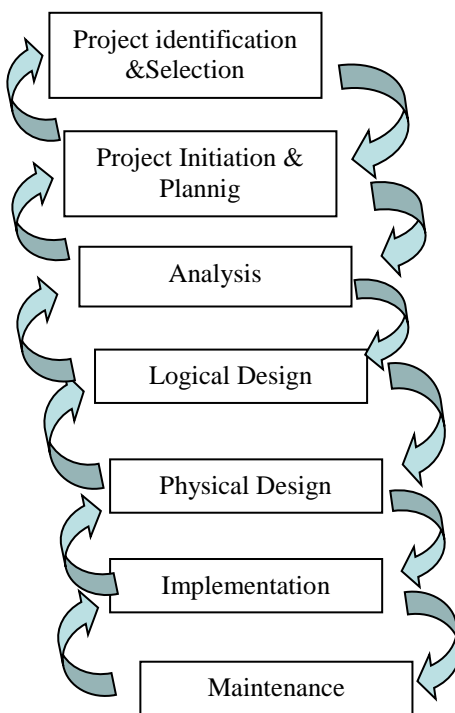 Project identification
&Selection
Project Initiation &
Plannig
Analysis
Logical Design
Physical Design
Implementation
Maintenance